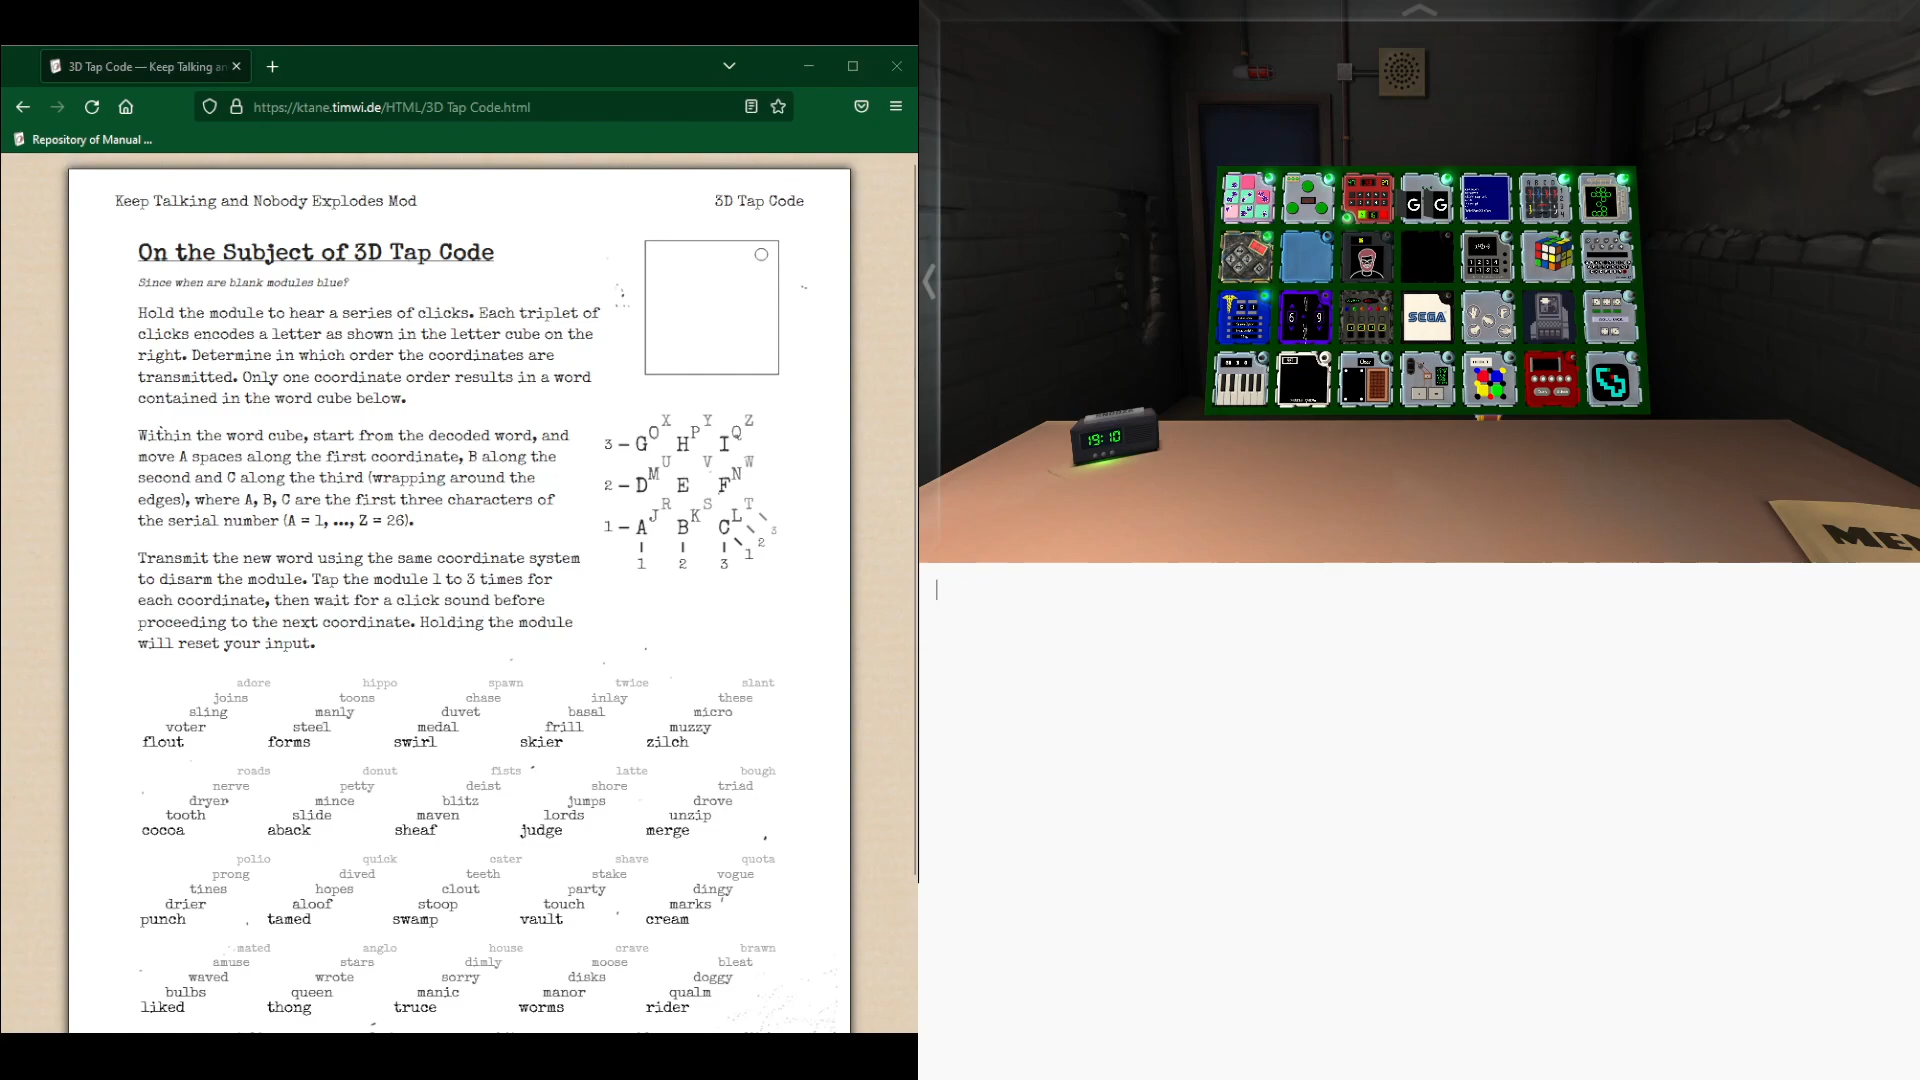 3D Tap Code — Keep Talking an
https://ktane.timwi.de/HTML/3D Tap Code.html
Repository of Manual ...
Keep Talking and Nobody Explodes Mod
3D Tap Code
On the Subject of 3D Tap Code
Since when are blank modules blue?
Hold the module to hear a series of clicks. Each triplet of
clicks encodes a letter as shown in the letter cube on the
right. Determine in which order the coordinates are
transmitted. Only one coordinate order results in a word
contained in the word cube below.
Within the word cube, start from the decoded word, and
move A spaces along the first coordinate, B along the
second and C along the third (wrapping around the
edges), where A, B, C are the first three characters of
the serial number (A = 1, ..., Z = 26).
Transmit the new word using the same coordinate system
to disarm the module. Tap the module 1 to 3 times for
each coordinate, then wait for a click sound before
proceeding to the next coordinate. Holding the module
will reset your input.
X Y Z
O P Q
3 – G H I
U V W
M N
2 – D E F
R S T
J K L
1 – A B C
3
2
1
1 2 3
adore hippo spawn twice slant
joins toons chase inlay these
sling manly duvet basal micro
voter steel medal frill muzzy
flout forms swirl skier zilch
roads donut fists latte bough
nerve petty deist shore triad
dryer mince blitz jumps drove
tooth slide maven lords unzip
cocoa aback sheaf judge merge
polio quick cater shave quota
prong dived teeth stake vogue
tines hopes clout party dingy
drier aloof stoop touch marks
punch tamed swamp vault cream
mated anglo house crave brawn
amuse stars dimly moose bleat
waved wrote sorry disks doggy
bulbs queen manic manor qualm
liked thong truce worms rider
G G
6 9
SEGA
19:10